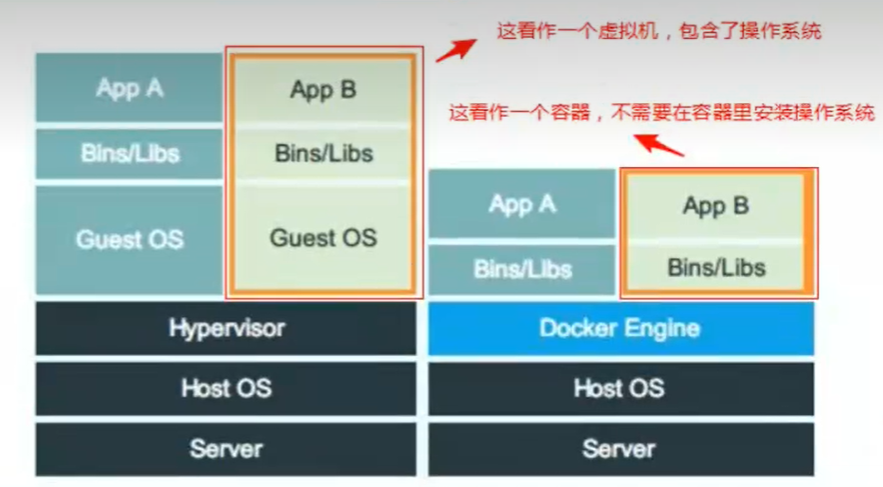 这看作一个虚拟机，包含了操作系统
这看作一个容器，不需要在容器里安装操作系统
App A
App B
Bins/Libs
Bins/Libs
Guest OS
Guest OS
Hypervisor
Host OS
Server
App A
App B
Bins/Libs
Bins/Libs
Docker Engine
Host OS
Server